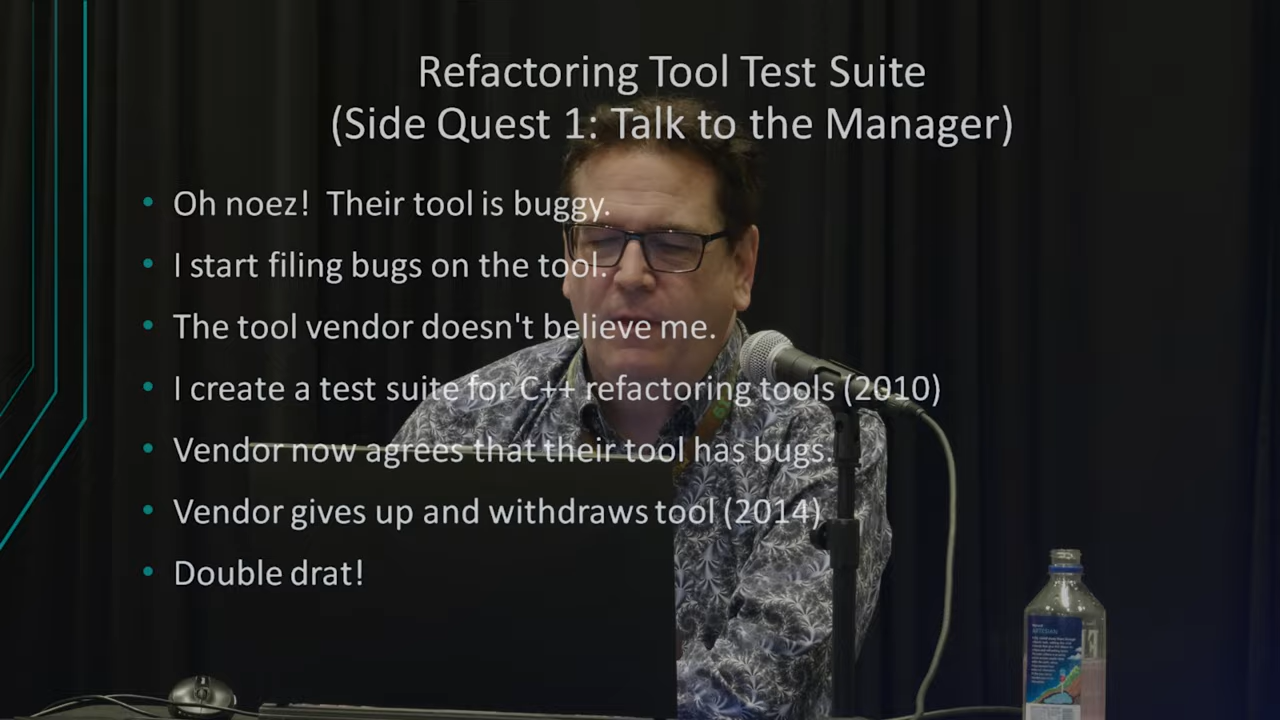 Refactoring Tool Test Suite
(Side Quest 1: Talk to the Manager)
• Oh noez!  Their tool is buggy.
• I start filing bugs on the tool.
• The tool vendor doesn't believe me.
• I create a test suite for C++ refactoring tools (2010)
• Vendor now agrees that their tool has bugs.
• Vendor gives up and withdraws tool (2014)
• Double drat!
ARTESIAN